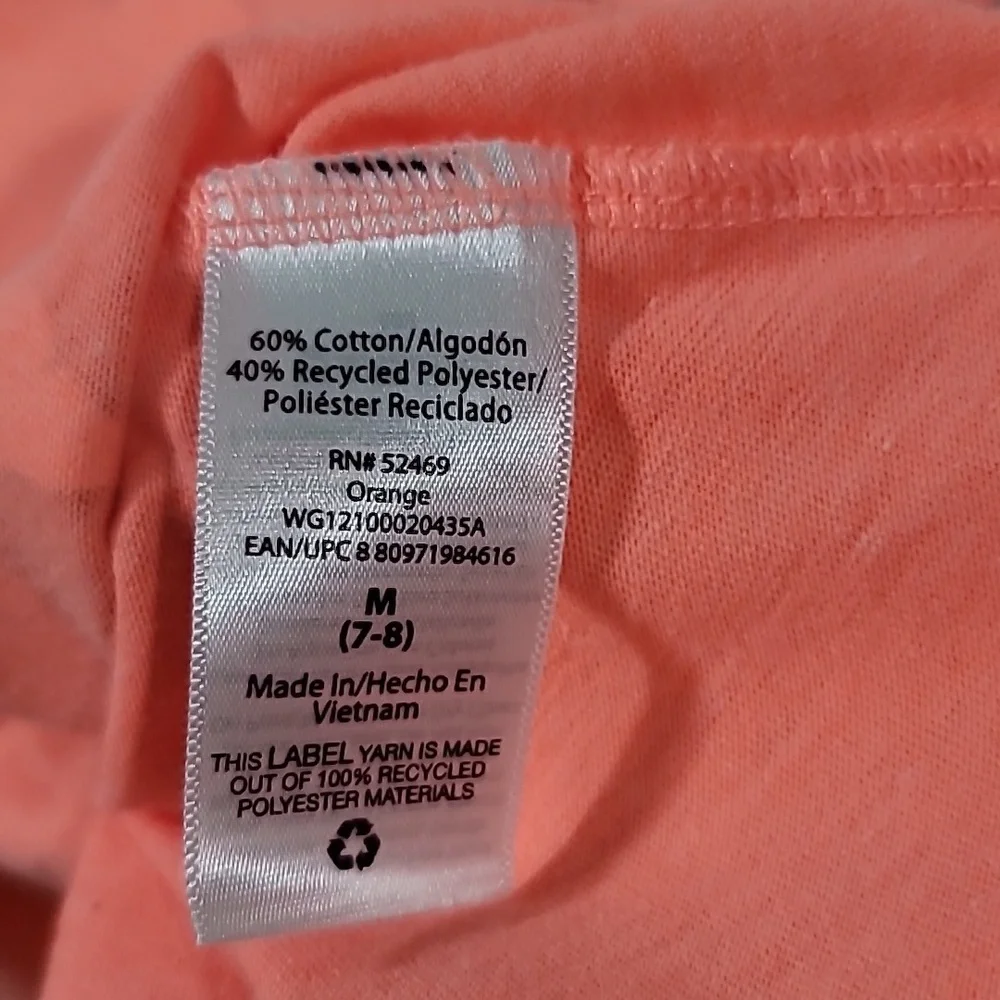 60% Cotton/Algodón
40% Recycled Polyester/
Poliéster Reciclado
RN# 52469
Orange
WG12100020435A
EAN/UPC 8 80971984616
M
(7-8)
Made In/Hecho En
Vietnam
THIS LABEL YARN IS MADE
OUT OF 100% RECYCLED
POLYESTER MATERIALS